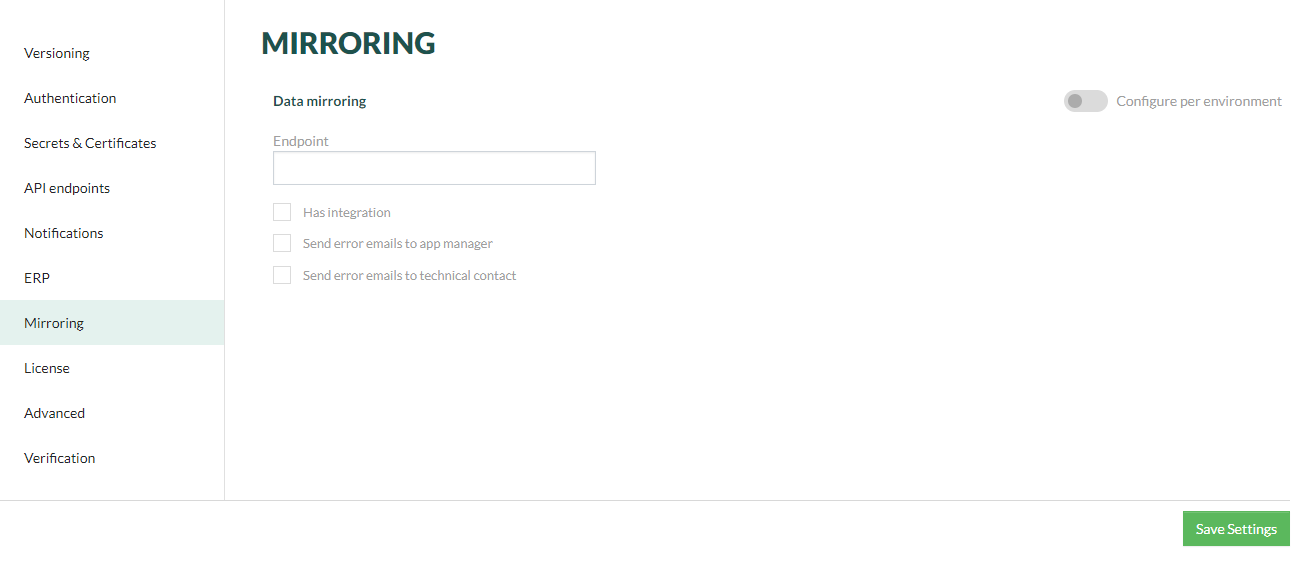 Versioning
Authentication
Secrets & Certificates
API endpoints
Notifications
ERP
Mirroring
License
Advanced
Verification
MIRRORING
Data mirroring
Configure per environment
Endpoint
Has integration
Send error emails to app manager
Send error emails to technical contact
Save Settings